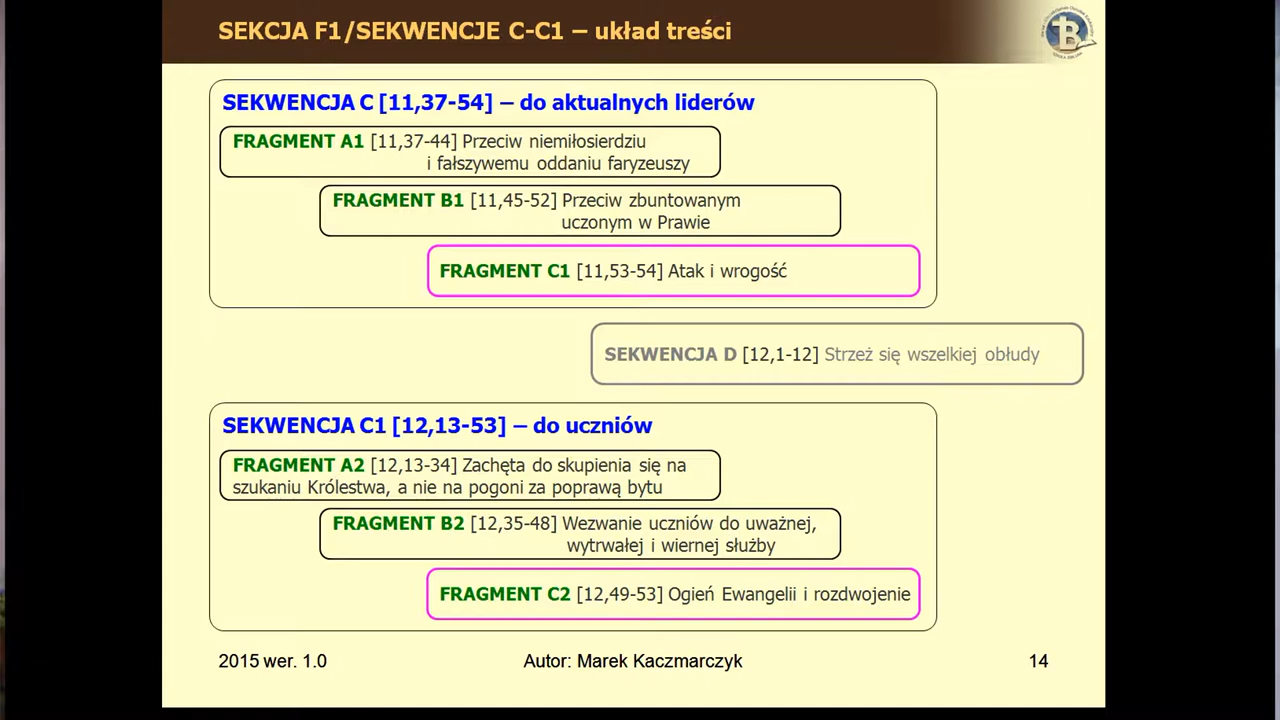 SEKCJA F1/SEKWENCJE C-C1 – układ treści
SEKWENCJA C [11,37-54] – do aktualnych liderów
FRAGMENT A1 [11,37-44] Przeciw niemiłosierdziu
i fałszywemu oddaniu faryzeuszy
FRAGMENT B1 [11,45-52] Przeciw zbuntowanym
uczonym w Prawie
FRAGMENT C1 [11,53-54] Atak i wrogość
SEKWENCJA D [12,1-12] Strzeż się wszelkiej obłudy
SEKWENCJA C1 [12,13-53] – do uczniów
FRAGMENT A2 [12,13-34] Zachęta do skupienia się na
szukaniu Królestwa, a nie na pogoni za poprawą bytu
FRAGMENT B2 [12,35-48] Wezwanie uczniów do uważnej,
wytrwałej i wiernej służby
FRAGMENT C2 [12,49-53] Ogień Ewangelii i rozdwojenie
2015 wer. 1.0
Autor: Marek Kaczmarczyk
14